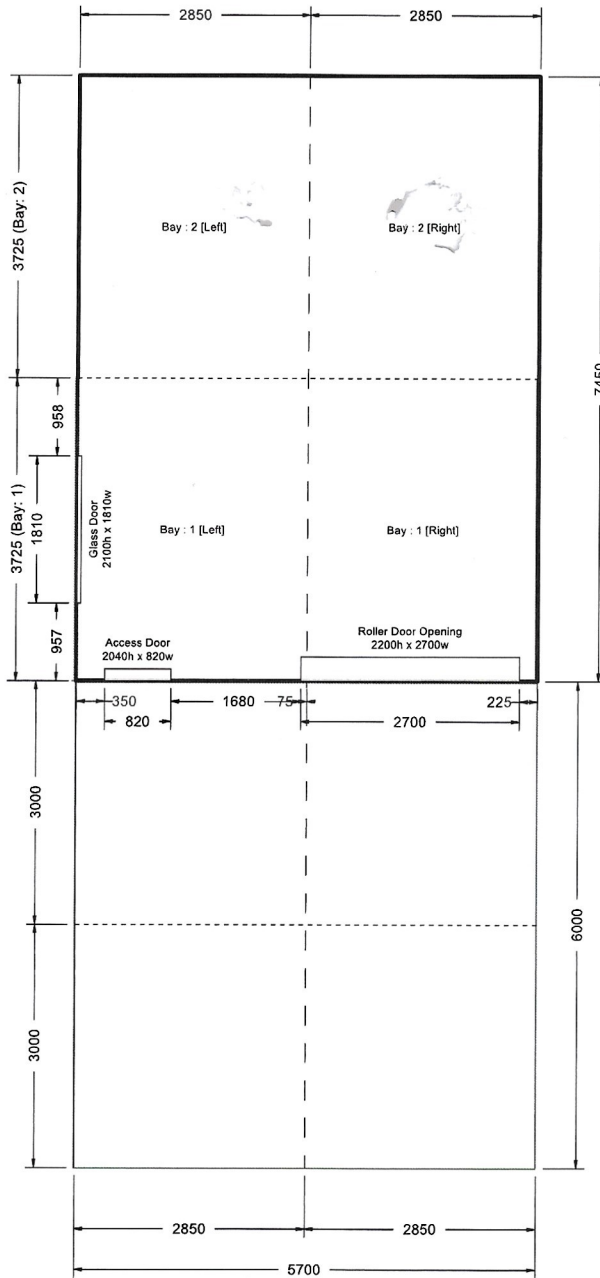 2850
2850
3725 (Bay: 2)
Bay : 2 [Left]
Bay : 2 [Right]
7450
958
3725 (Bay: 1)
1810
Glass Door
2100h x 1810w
Bay : 1 [Left]
Bay : 1 [Right]
957
Access Door
2040h x 820w
Roller Door Opening
2200h x 2700w
350
1680
75
225
820
2700
3000
6000
3000
2850
2850
5700